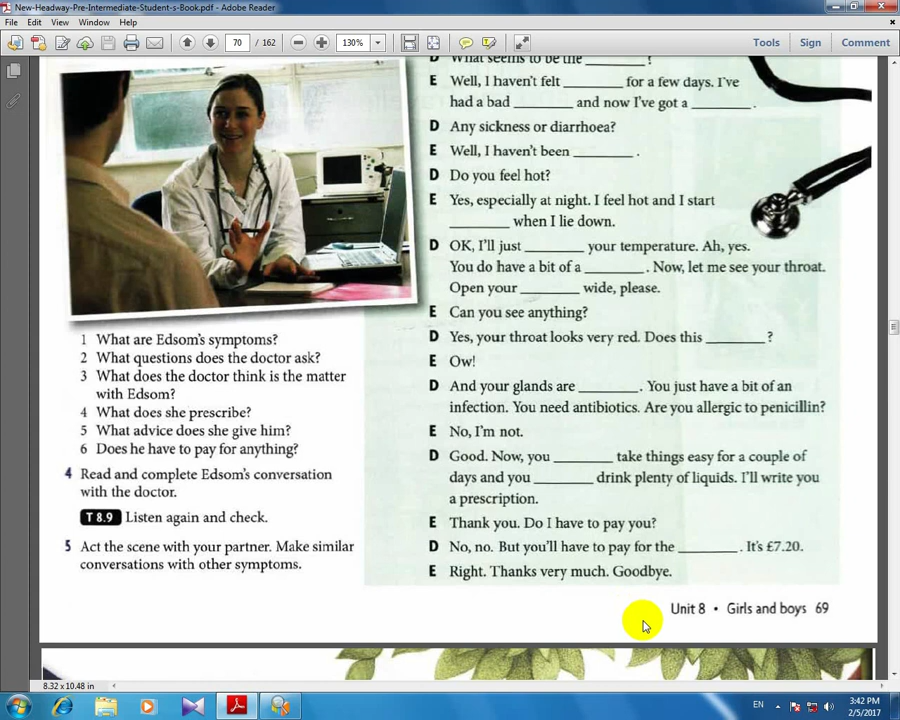 New-Headway-Pre-Intermediate-Student-s-Book.pdf - Adobe Reader
File Edit View Window Help
70 / 162 130% Tools Sign Comment
D What seems to be the ________ ?
E Well, I haven't felt ________ for a few days. I've
had a bad ________ and now I've got a ________ .
D Any sickness or diarrhoea?
E Well, I haven't been ________ .
D Do you feel hot?
E Yes, especially at night. I feel hot and I start
________ when I lie down.
D OK, I'll just ________ your temperature. Ah, yes.
You do have a bit of a ________ . Now, let me see your throat.
Open your ________ wide, please.
E Can you see anything?
D Yes, your throat looks very red. Does this ________ ?
E Ow!
D And your glands are ________ . You just have a bit of an
infection. You need antibiotics. Are you allergic to penicillin?
E No, I'm not.
D Good. Now, you ________ take things easy for a couple of
days and you ________ drink plenty of liquids. I'll write you
a prescription.
E Thank you. Do I have to pay you?
D No, no. But you'll have to pay for the ________ . It's £7.20.
E Right. Thanks very much. Goodbye.
1 What are Edsom's symptoms?
2 What questions does the doctor ask?
3 What does the doctor think is the matter
with Edsom?
4 What does she prescribe?
5 What advice does she give him?
6 Does he have to pay for anything?
4 Read and complete Edsom's conversation
with the doctor.
T 8.9 Listen again and check.
5 Act the scene with your partner. Make similar
conversations with other symptoms.
Unit 8 • Girls and boys 69
8.32 x 10.48 in
EN 3:42 PM
2/5/2017